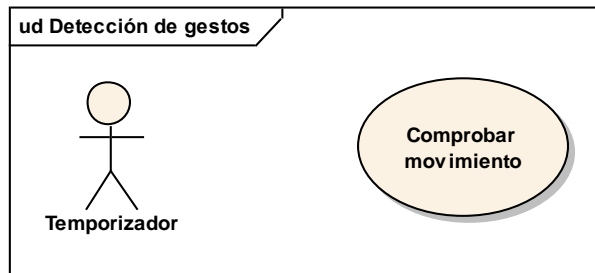 ud Detección de gestos
Comprobar
movimiento
Temporizador